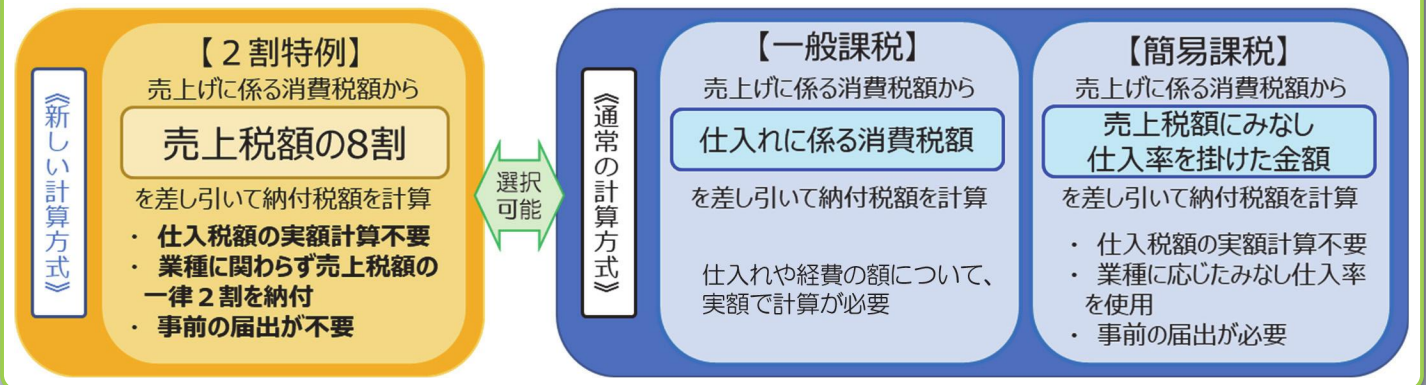 《新しい計算方式》
【２割特例】
売上げに係る消費税額から
売上税額の8割
を差し引いて納付税額を計算
・ 仕入税額の実額計算不要
・ 業種に関わらず売上税額の
一律２割を納付
・ 事前の届出が不要
選択
可能
《通常の計算方式》
【一般課税】
売上げに係る消費税額から
仕入れに係る消費税額
を差し引いて納付税額を計算
仕入れや経費の額について、
実額で計算が必要
【簡易課税】
売上げに係る消費税額から
売上税額にみなし
仕入率を掛けた金額
を差し引いて納付税額を計算
・ 仕入税額の実額計算不要
・ 業種に応じたみなし仕入率
を使用
・ 事前の届出が必要